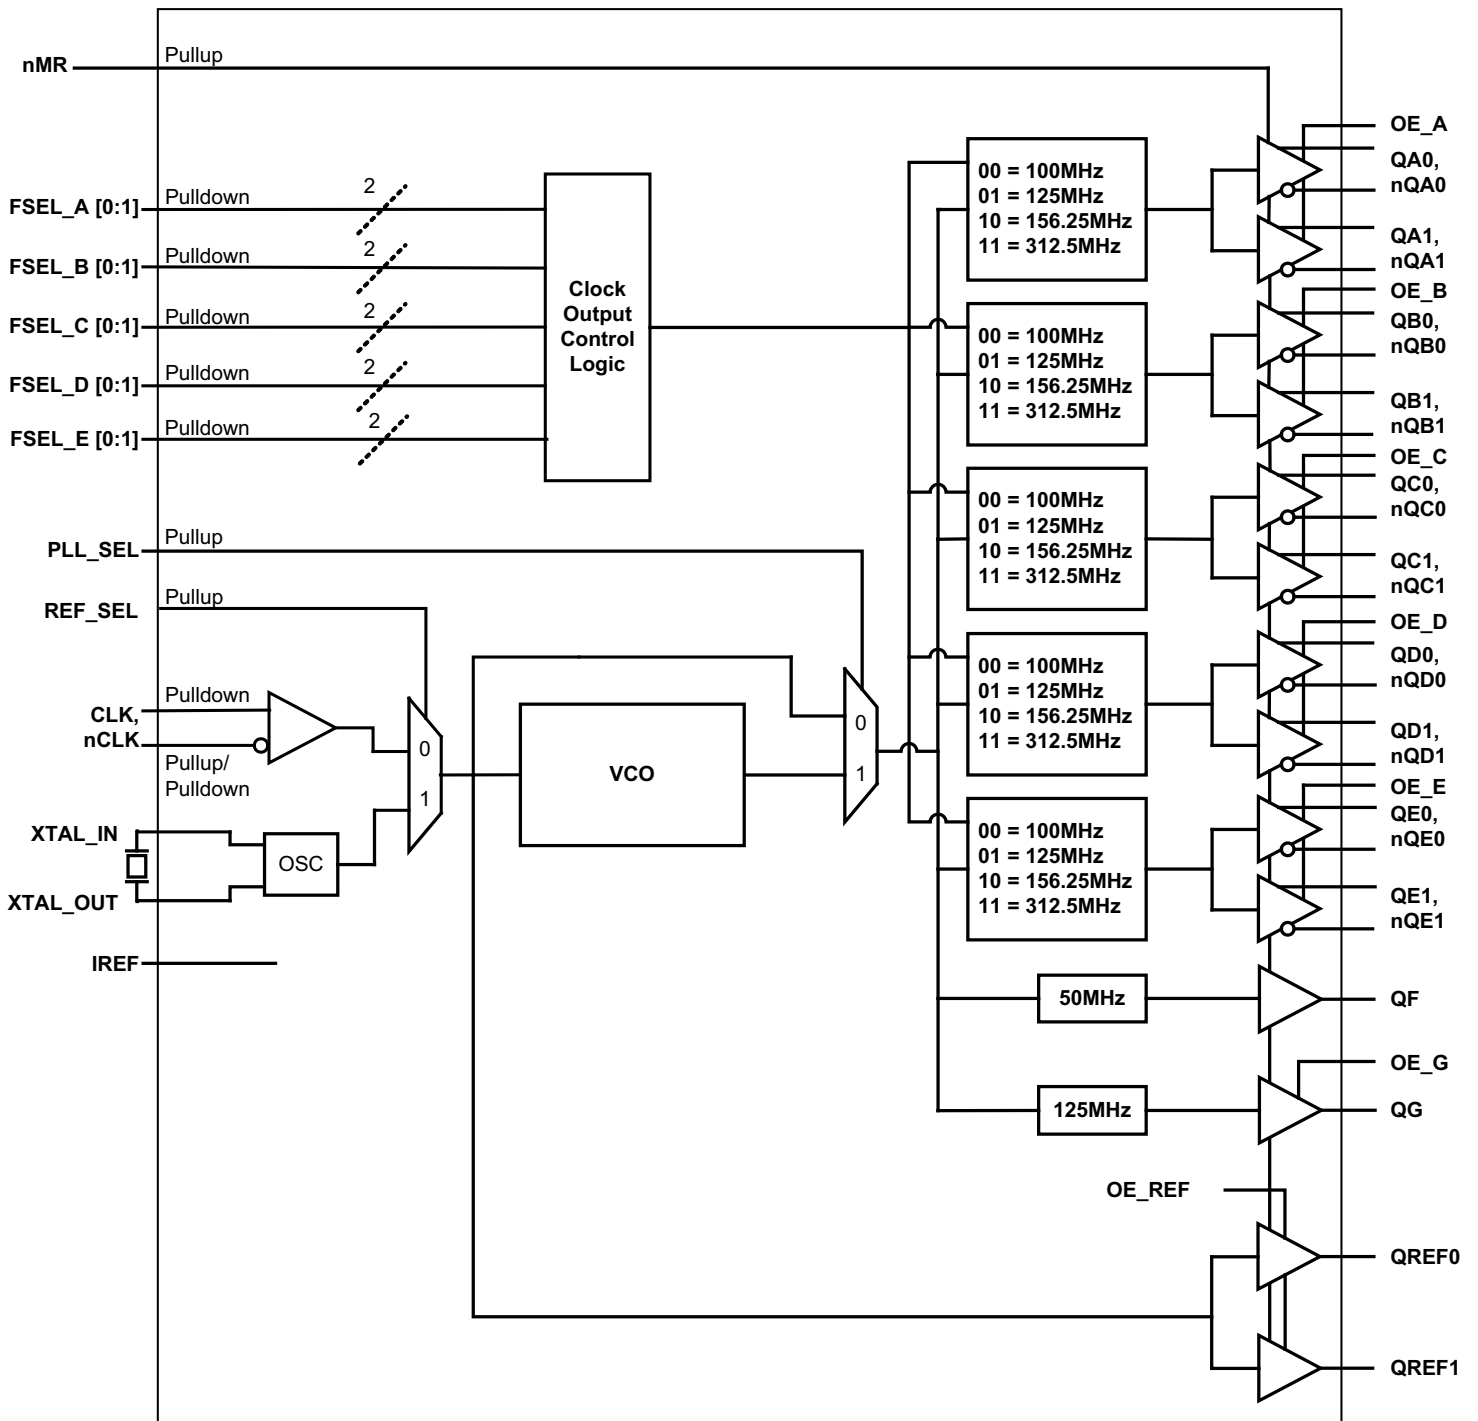 nMR
Pullup
FSEL_A [0:1]
Pulldown
2
FSEL_B [0:1]
Pulldown
2
FSEL_C [0:1]
Pulldown
2
FSEL_D [0:1]
Pulldown
2
FSEL_E [0:1]
Pulldown
2
Clock
Output
Control
Logic
PLL_SEL
Pullup
REF_SEL
Pullup
CLK,
nCLK
Pulldown
Pullup/
Pulldown
XTAL_IN
XTAL_OUT
OSC
IREF
0
1
VCO
0
1
00 = 100MHz
01 = 125MHz
10 = 156.25MHz
11 = 312.5MHz
00 = 100MHz
01 = 125MHz
10 = 156.25MHz
11 = 312.5MHz
00 = 100MHz
01 = 125MHz
10 = 156.25MHz
11 = 312.5MHz
00 = 100MHz
01 = 125MHz
10 = 156.25MHz
11 = 312.5MHz
00 = 100MHz
01 = 125MHz
10 = 156.25MHz
11 = 312.5MHz
50MHz
125MHz
OE_REF
OE_A
QA0,
nQA0
QA1,
nQA1
OE_B
QB0,
nQB0
QB1,
nQB1
OE_C
QC0,
nQC0
QC1,
nQC1
OE_D
QD0,
nQD0
QD1,
nQD1
OE_E
QE0,
nQE0
QE1,
nQE1
QF
OE_G
QG
QREF0
QREF1